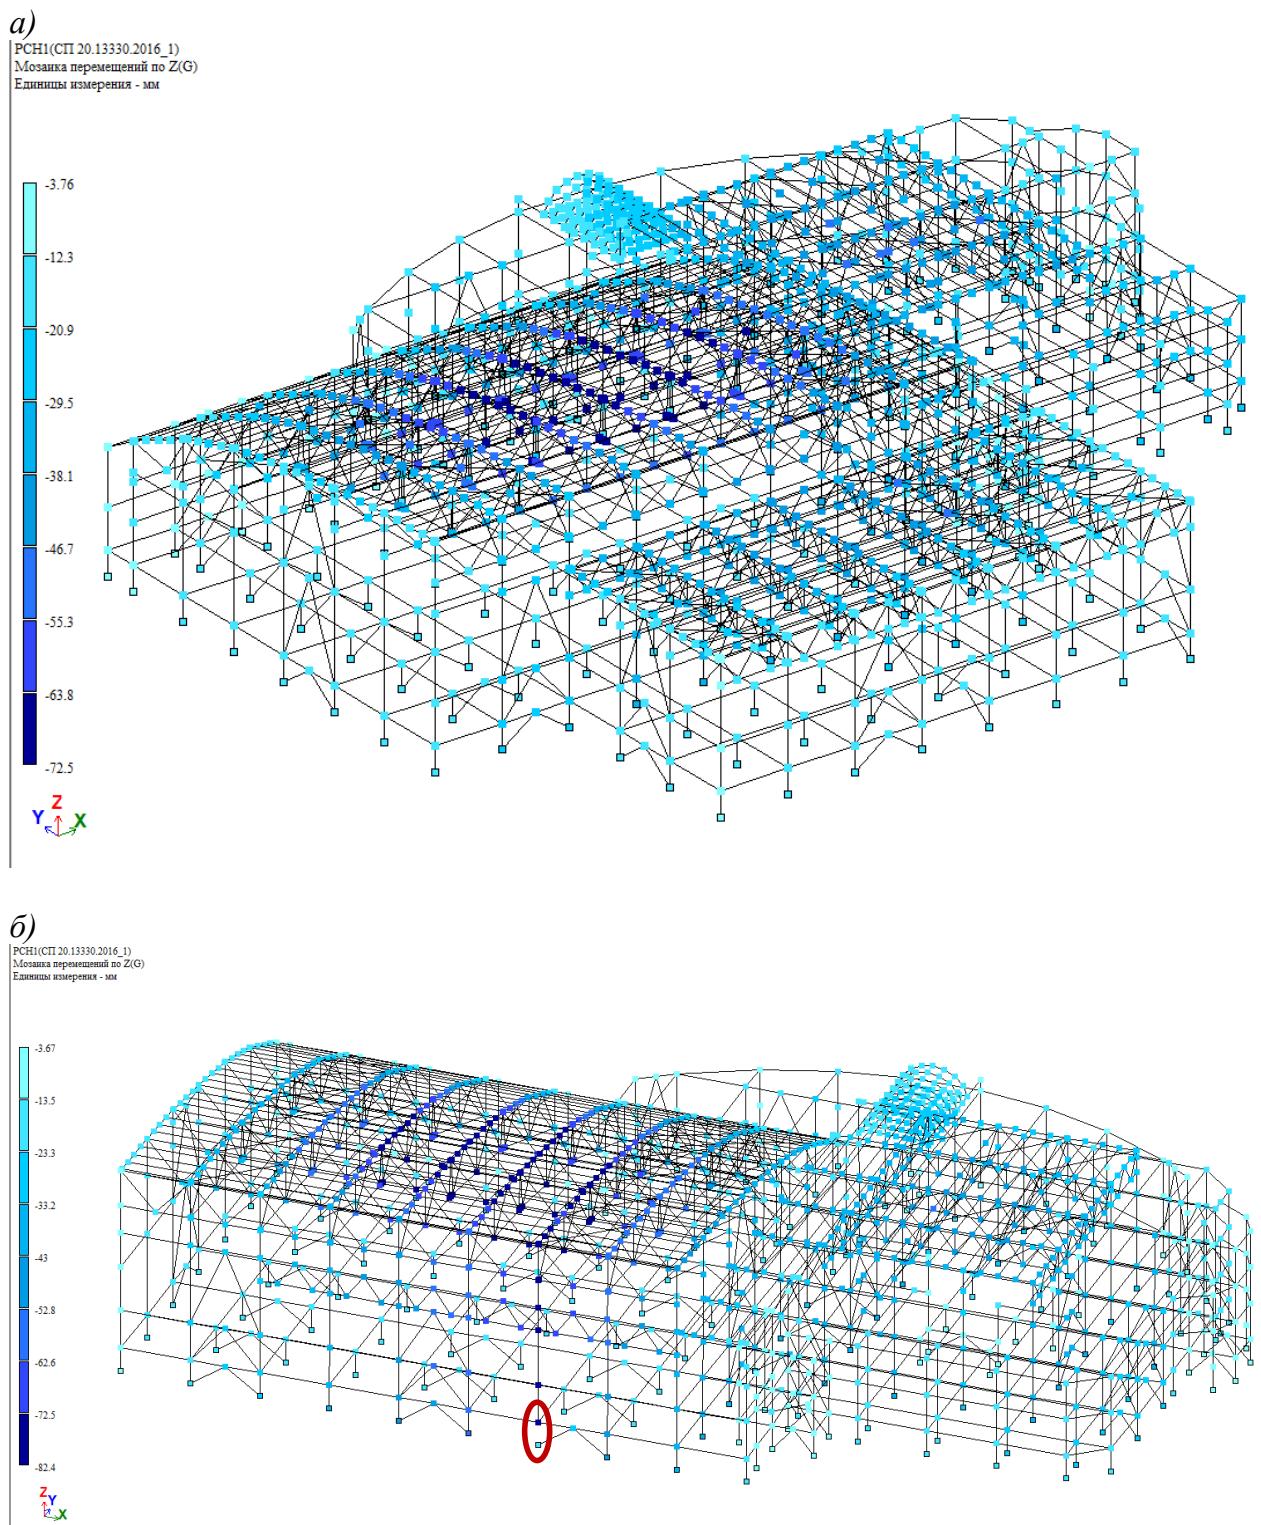 а)
РСН1(СП 20.13330.2016_1)
Мозаика перемещений по Z(G)
Единицы измерения - мм
-3.76
-12.3
-20.9
-29.5
-38.1
-46.7
-55.3
-63.8
-72.5
Z
Y X
б)
РСН1(СП 20.13330.2016_1)
Мозаика перемещений по Z(G)
Единицы измерения - мм
-3.67
-13.5
-23.3
-33.2
-43
-52.8
-62.6
-72.5
-82.4
Z
Y
X